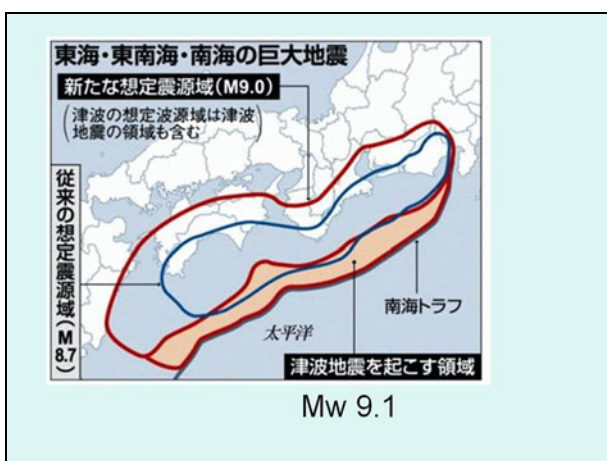 東海・東南海・南海の巨大地震
新たな想定震源域(M9.0)
(津波の想定波源域は津波
地震の領域も含む)
従来の想定震源域(M
8.7)
南海トラフ
太平洋
津波地震を起こす領域
Mw 9.1